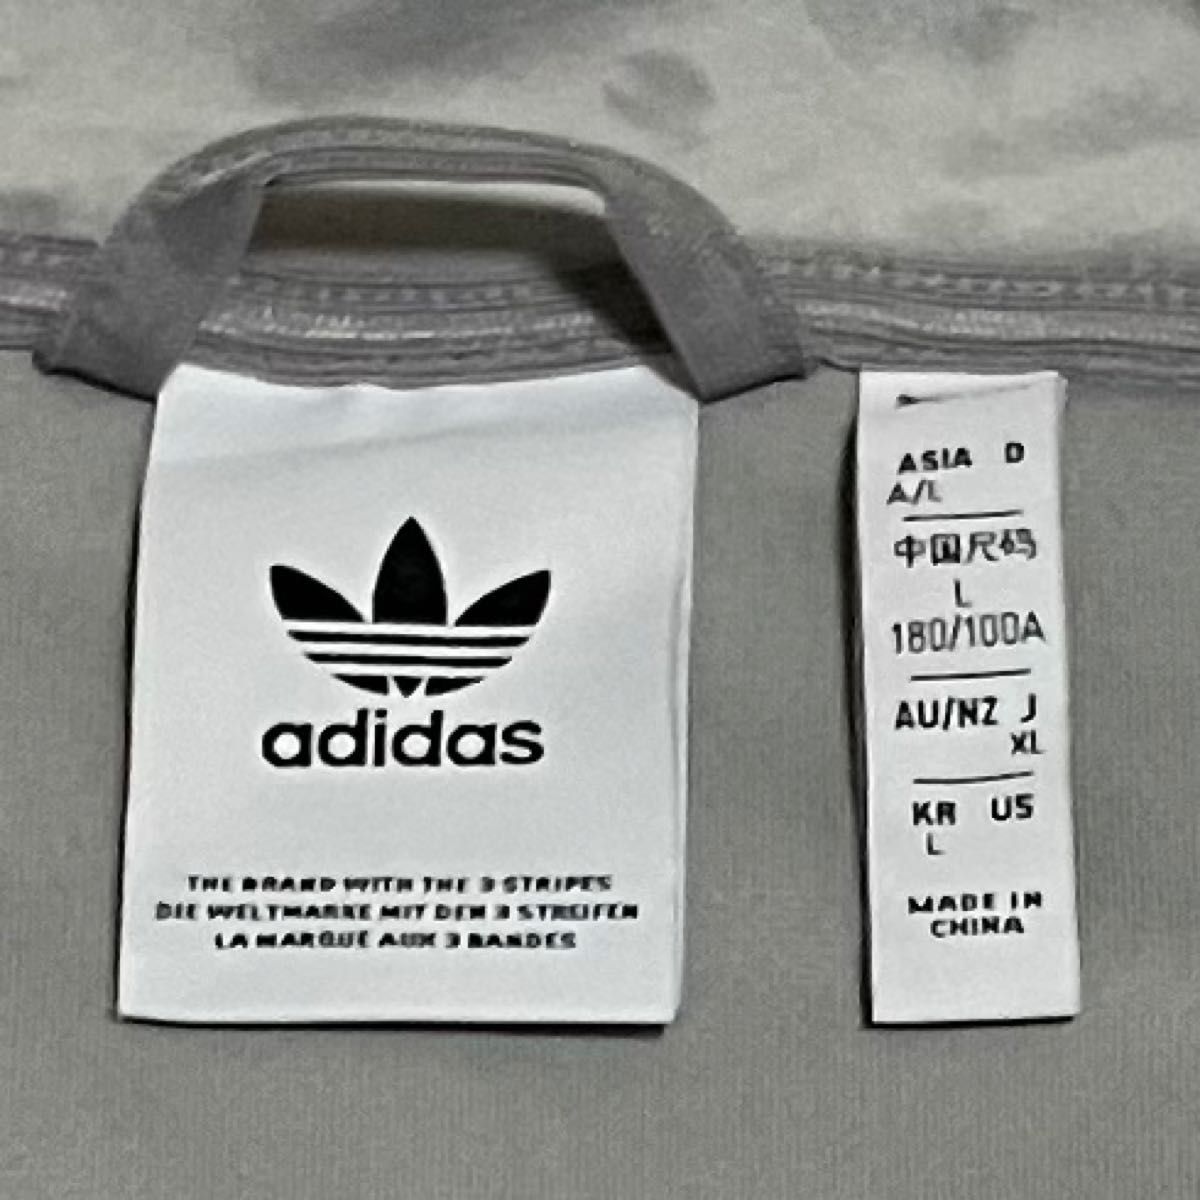 adidas
THE BRAND WITH THE 3 STRIPES
DIE WELTMARKE MIT DEN 3 STREIFEN
LA MARQUE AUX 3 BANDES
ASIA D
A/L
中国尺码
L
180/100A
AU/NZ J
XL
KR US
L
MADE IN
CHINA